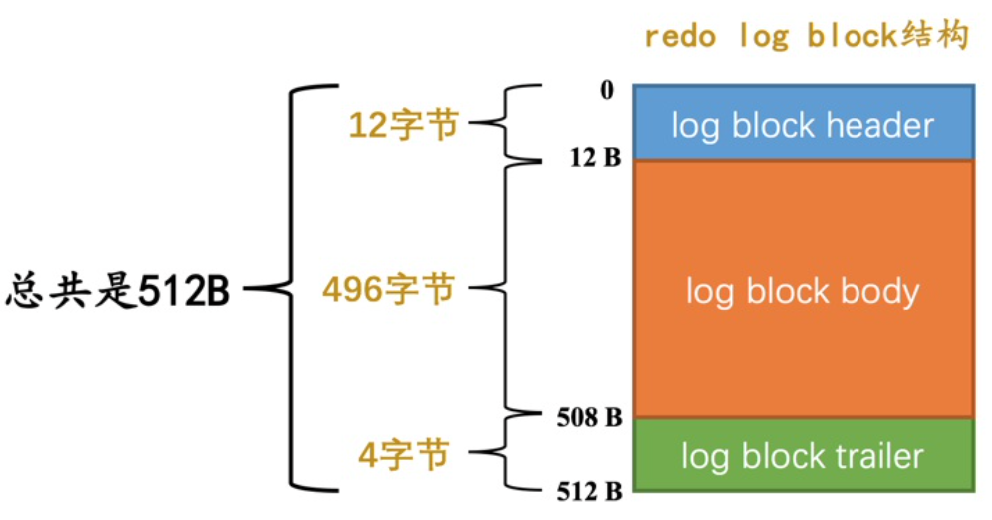 redo log block结构
0
12字节
log block header
12 B
总共是512B
496字节
log block body
508 B
4字节
log block trailer
512 B